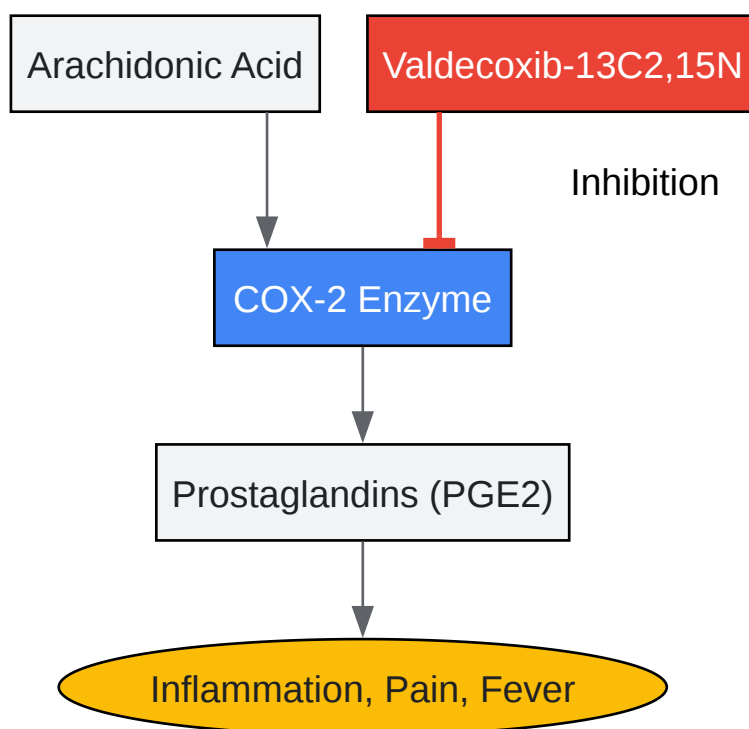 Arachidonic Acid
Valdecoxib-13C2,15N
Inhibition
COX-2 Enzyme
Prostaglandins (PGE2)
Inflammation, Pain, Fever